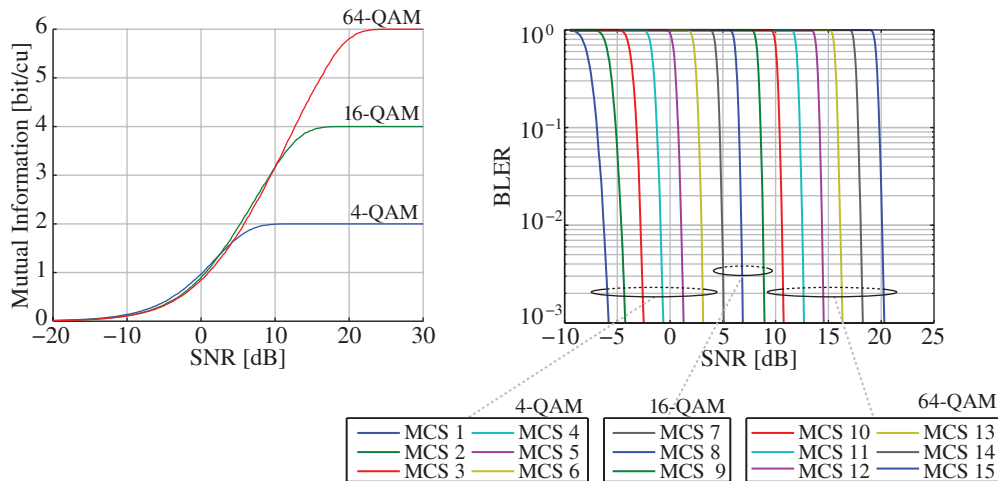 64-QAM
16-QAM
4-QAM
Mutual Information [bit/cu]
6
5
4
3
2
1
0
−20 −10 0 10 20 30
SNR [dB]
10^0
10^-1
10^-2
10^-3
BLER
−10 −5 0 5 10 15 20 25
SNR [dB]
4-QAM
MCS 1 MCS 4
MCS 2 MCS 5
MCS 3 MCS 6
16-QAM
MCS 7
MCS 8
MCS 9
64-QAM
MCS 10 MCS 13
MCS 11 MCS 14
MCS 12 MCS 15